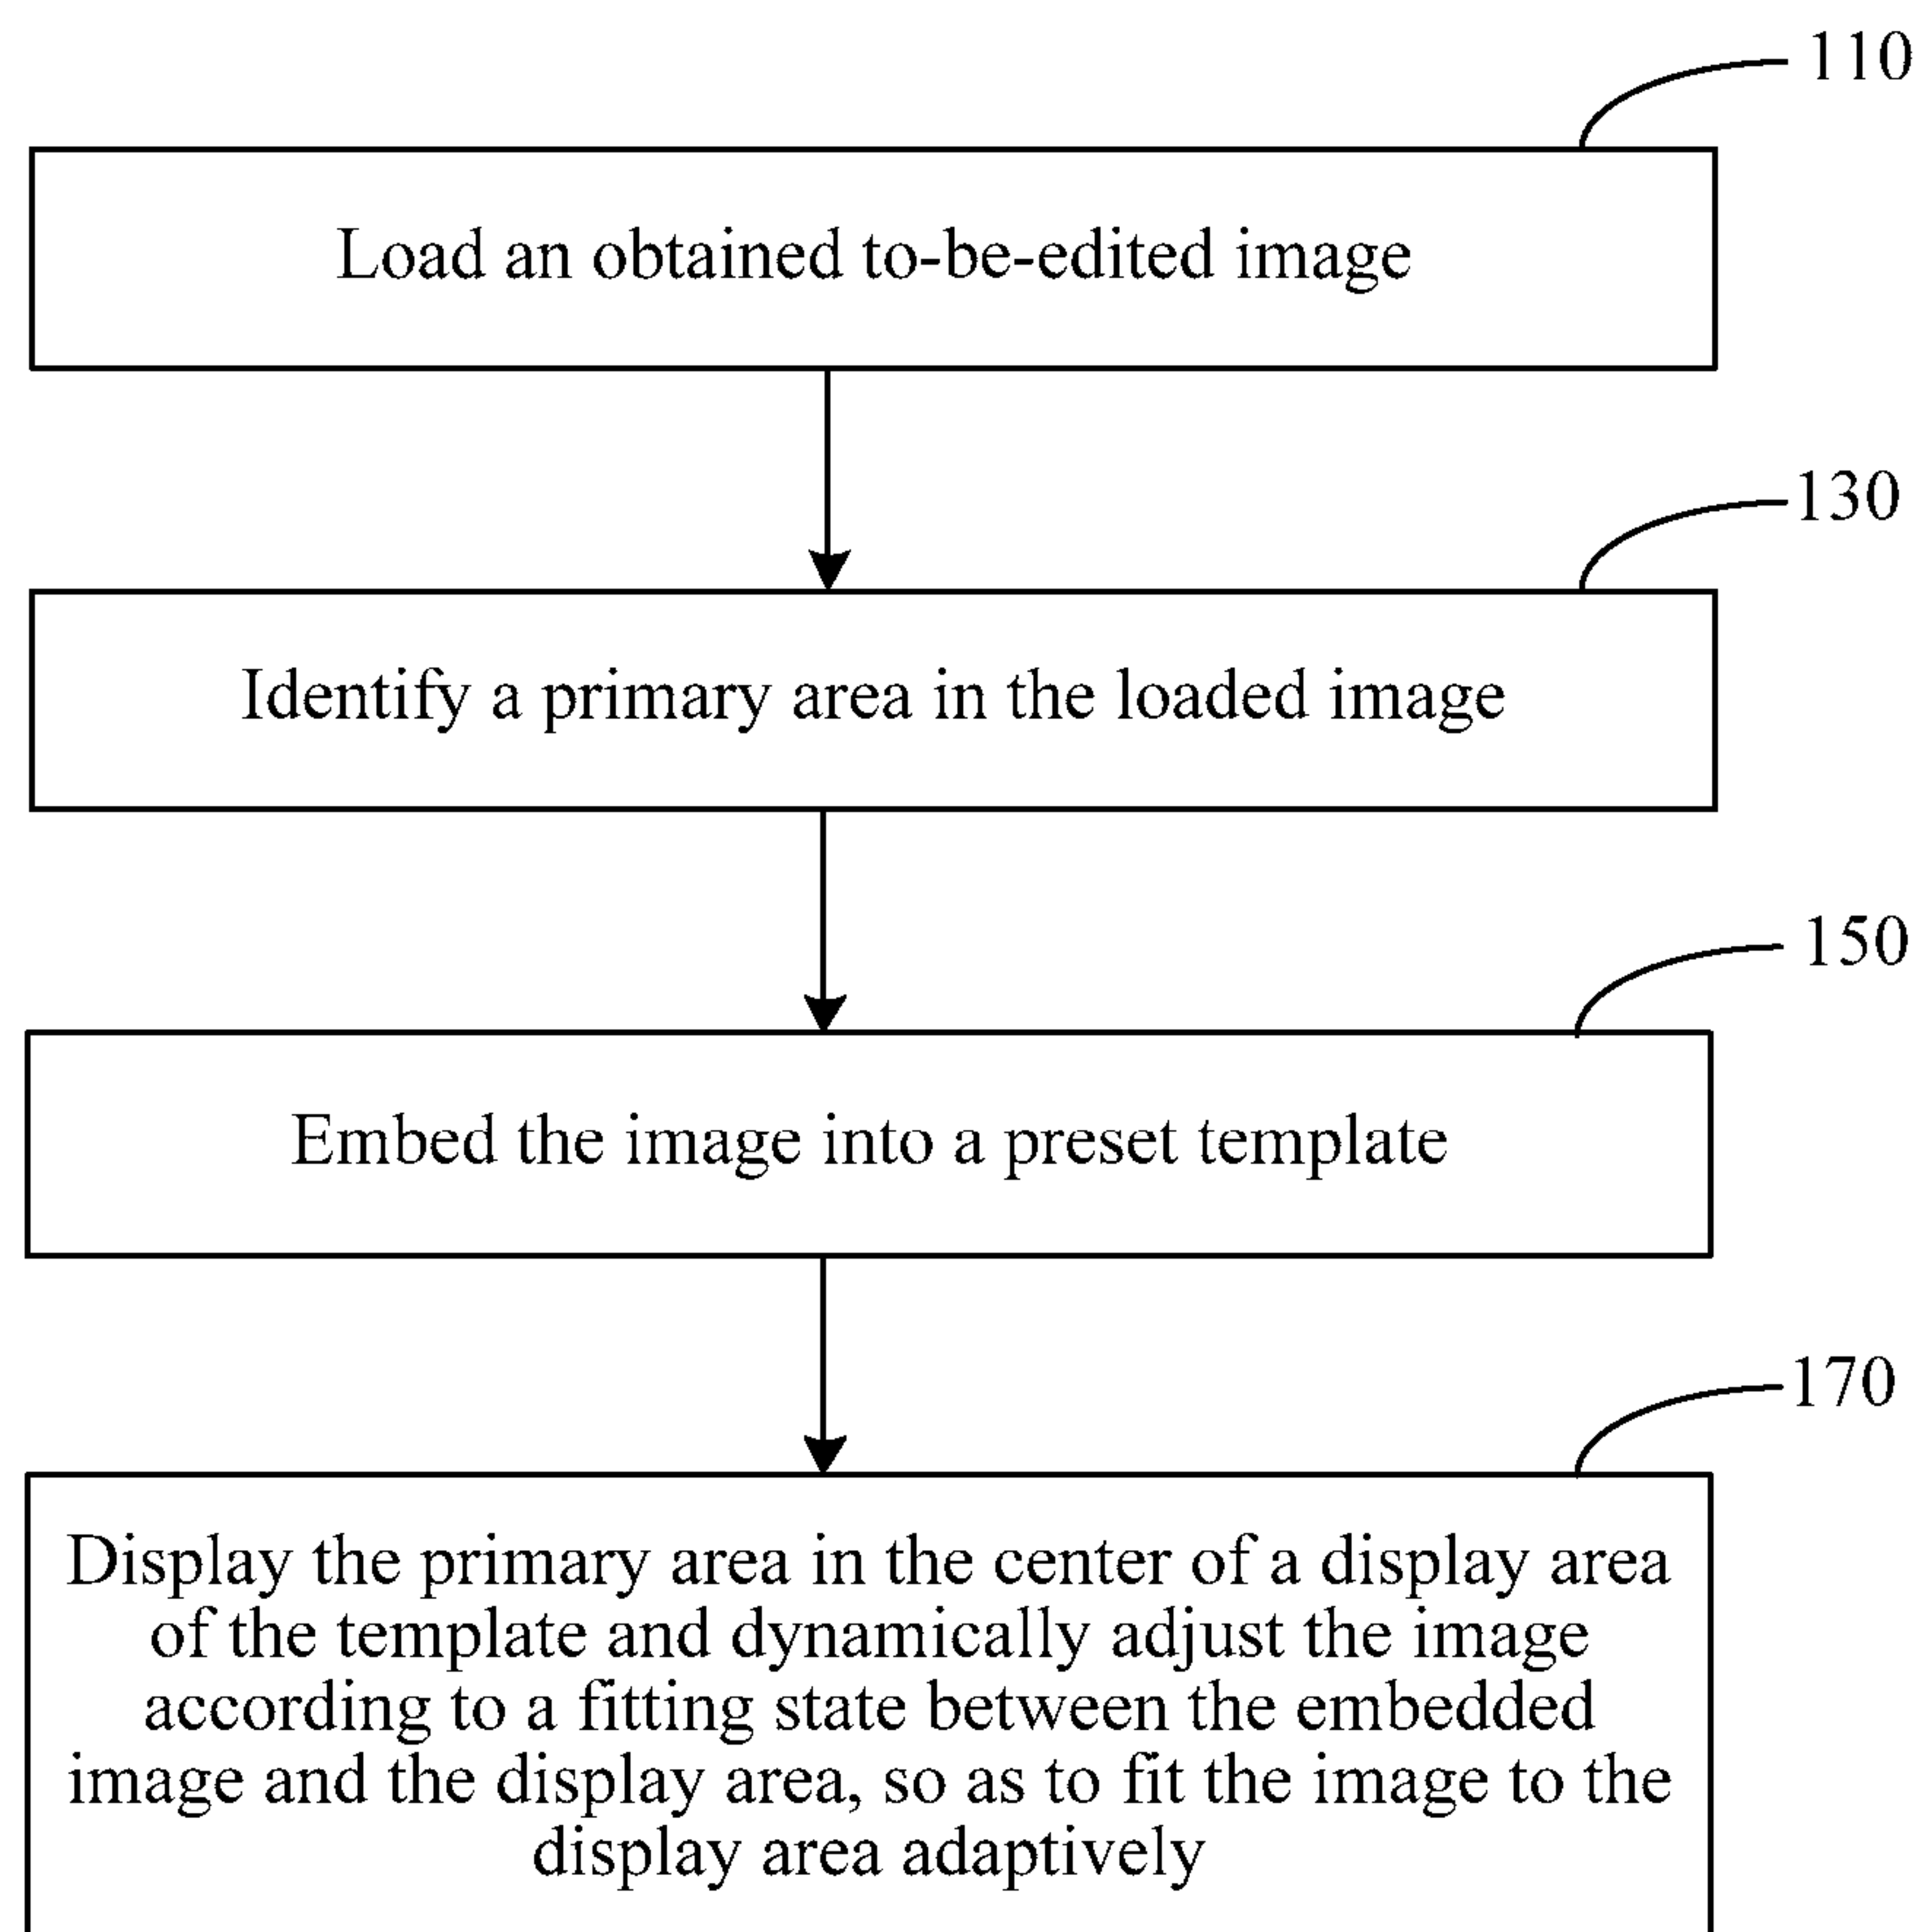 110
Load an obtained to-be-edited image
130
Identify a primary area in the loaded image
150
Embed the image into a preset template
170
Display the primary area in the center of a display area
of the template and dynamically adjust the image
according to a fitting state between the embedded
image and the display area, so as to fit the image to the
display area adaptively